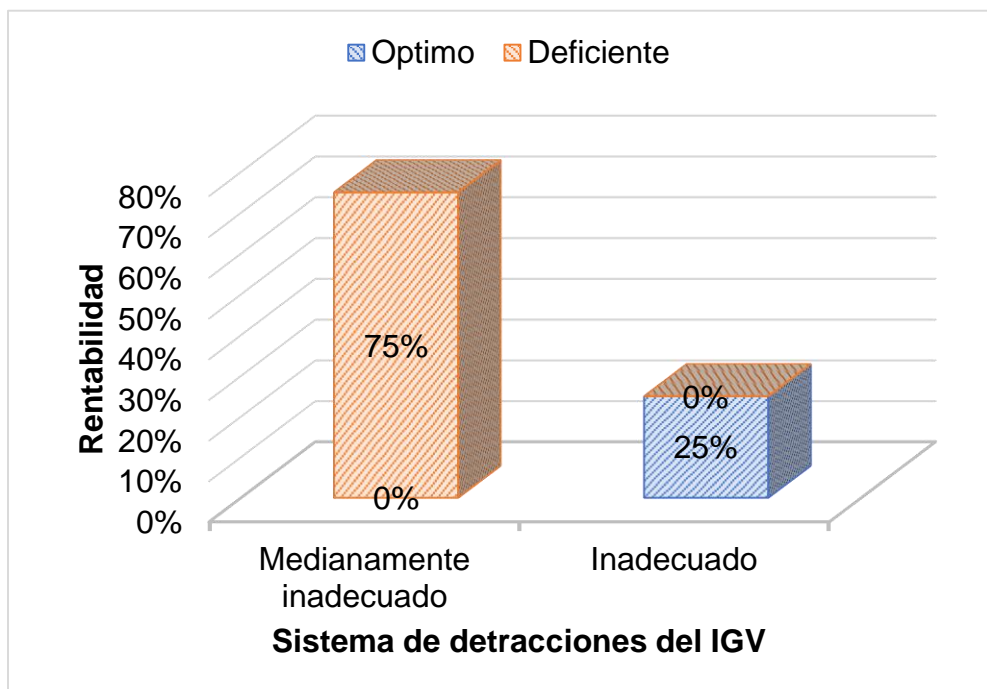 Optimo Deficiente
80%
70%
60%
50%
40%
30%
20%
10%
0%
Rentabilidad
75%
0%
0%
25%
Medianamente
inadecuado
Inadecuado
Sistema de detracciones del IGV